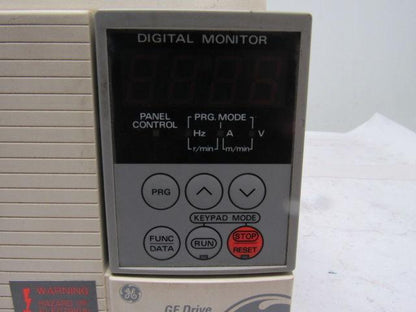 DIGITAL MONITOR
PANEL CONTROL
PRG. MODE
Hz A V
r/min m/min
PRG
KEYPAD MODE
FUNC DATA
RUN
STOP
RESET
WARNING
GE Drive